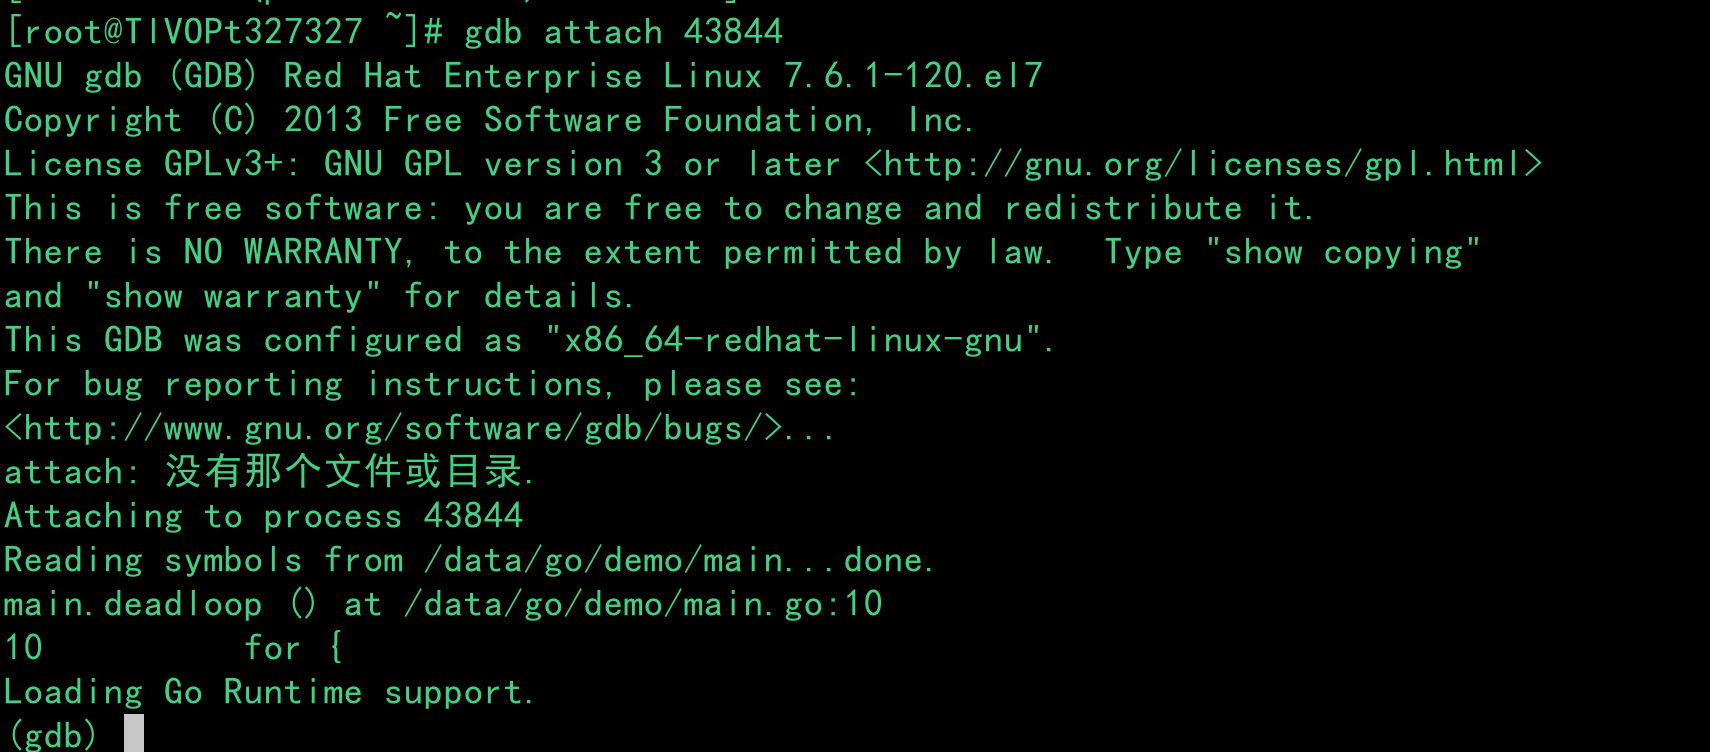 [root@TlVOPt327327 ~]# gdb attach 43844
GNU gdb (GDB) Red Hat Enterprise Linux 7.6.1-120.el7
Copyright (C) 2013 Free Software Foundation, Inc.
License GPLv3+: GNU GPL version 3 or later <http://gnu.org/licenses/gpl.html>
This is free software: you are free to change and redistribute it.
There is NO WARRANTY, to the extent permitted by law.  Type "show copying"
and "show warranty" for details.
This GDB was configured as "x86_64-redhat-linux-gnu".
For bug reporting instructions, please see:
<http://www.gnu.org/software/gdb/bugs/>...
attach: 没有那个文件或目录.
Attaching to process 43844
Reading symbols from /data/go/demo/main...done.
main.deadloop () at /data/go/demo/main.go:10
10          for {
Loading Go Runtime support.
(gdb)